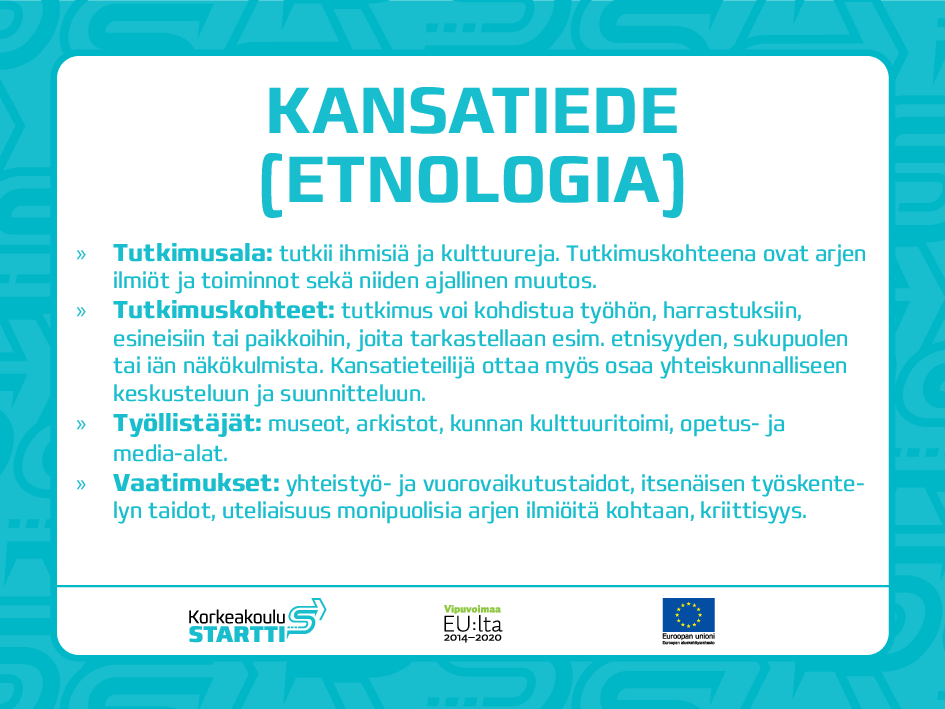 KANSATIEDE
(ETNOLOGIA)
» Tutkimusala: tutkii ihmisiä ja kulttuureja. Tutkimuskohteena ovat arjen
ilmiöt ja toiminnot sekä niiden ajallinen muutos.
» Tutkimuskohteet: tutkimus voi kohdistua työhön, harrastuksiin,
esineisiin tai paikkoihin, joita tarkastellaan esim. etnisyyden, sukupuolen
tai iän näkökulmista. Kansatieteilijä ottaa myös osaa yhteiskunnalliseen
keskusteluun ja suunnitteluun.
» Työllistäjät: museot, arkistot, kunnan kulttuuritoimi, opetus- ja
media-alat.
» Vaatimukset: yhteistyö- ja vuorovaikutustaidot, itsenäisen työskente-
lyn taidot, uteliaisuus monipuolisia arjen ilmiöitä kohtaan, kriittisyys.
Korkeakoulu
STARTTI
Vipuvoimaa
EU:lta
2014–2020
Euroopan unioni
Euroopan aluekehitysrahasto